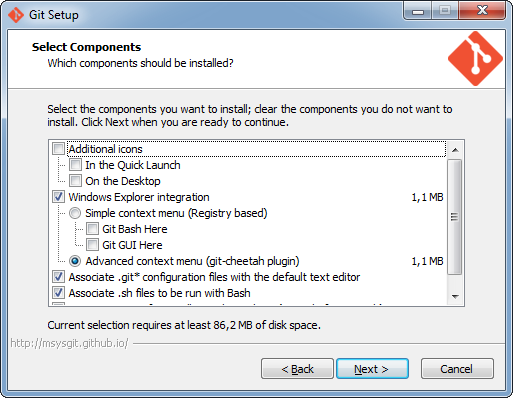 Git Setup
Select Components
Which components should be installed?
Select the components you want to install; clear the components you do not want to
install. Click Next when you are ready to continue.
Additional icons
In the Quick Launch
On the Desktop
Windows Explorer integration 1,1 MB
Simple context menu (Registry based)
Git Bash Here
Git GUI Here
Advanced context menu (git-cheetah plugin) 1,1 MB
Associate .git* configuration files with the default text editor
Associate .sh files to be run with Bash
Current selection requires at least 86,2 MB of disk space.
http://msysgit.github.io/
< Back
Next >
Cancel